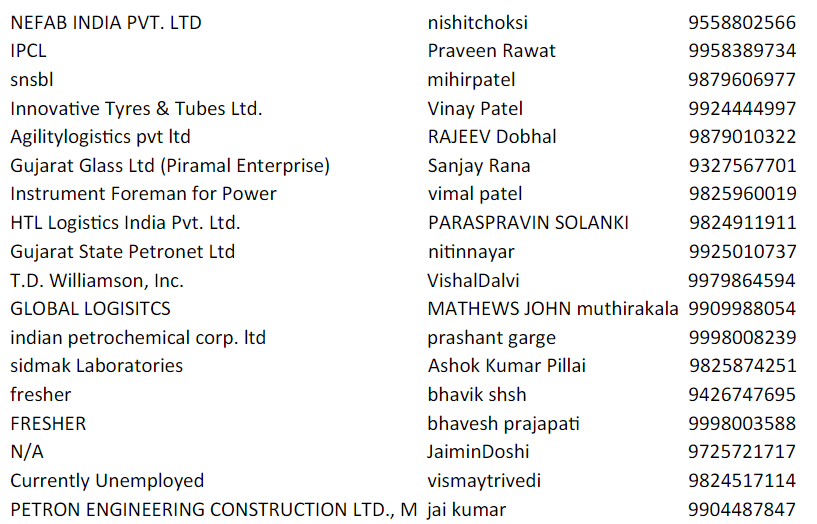 NEFAB INDIA PVT. LTD nishitchoksi 9558802566
IPCL Praveen Rawat 9958389734
snsbl mihirpatel 9879606977
Innovative Tyres & Tubes Ltd. Vinay Patel 9924444997
Agilitylogistics pvt ltd RAJEEV Dobhal 9879010322
Gujarat Glass Ltd (Piramal Enterprise) Sanjay Rana 9327567701
Instrument Foreman for Power vimal patel 9825960019
HTL Logistics India Pvt. Ltd. PARASPRAVIN SOLANKI 9824911911
Gujarat State Petronet Ltd nitinnayar 9925010737
T.D. Williamson, Inc. VishalDalvi 9979864594
GLOBAL LOGISITCS MATHEWS JOHN muthirakala 9909988054
indian petrochemical corp. ltd prashant garge 9998008239
sidmak Laboratories Ashok Kumar Pillai 9825874251
fresher bhavik shsh 9426747695
FRESHER bhavesh prajapati 9998003588
N/A JaiminDoshi 9725721717
Currently Unemployed vismaytrivedi 9824517114
PETRON ENGINEERING CONSTRUCTION LTD., M jai kumar 9904487847